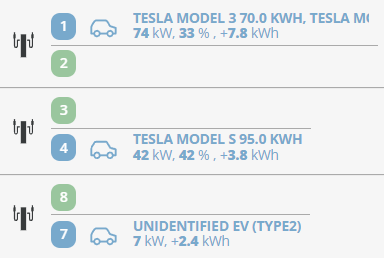 1
TESLA MODEL 3 70.0 KWH, TESLA
74 kW, 33 % , +7.8 kWh
2
3
4
TESLA MODEL S 95.0 KWH
42 kW, 42 % , +3.8 kWh
8
7
UNIDENTIFIED EV (TYPE2)
7 kW, +2.4 kWh